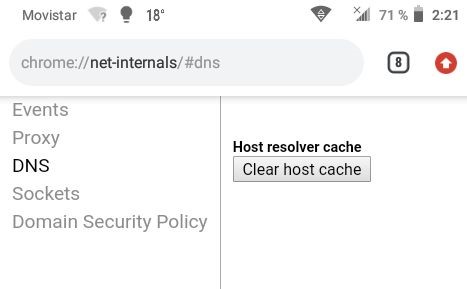 Movistar ? 18° 71 % 2:21
chrome://net-internals/#dns 8
Events
Proxy
DNS
Sockets
Domain Security Policy
Host resolver cache
Clear host cache